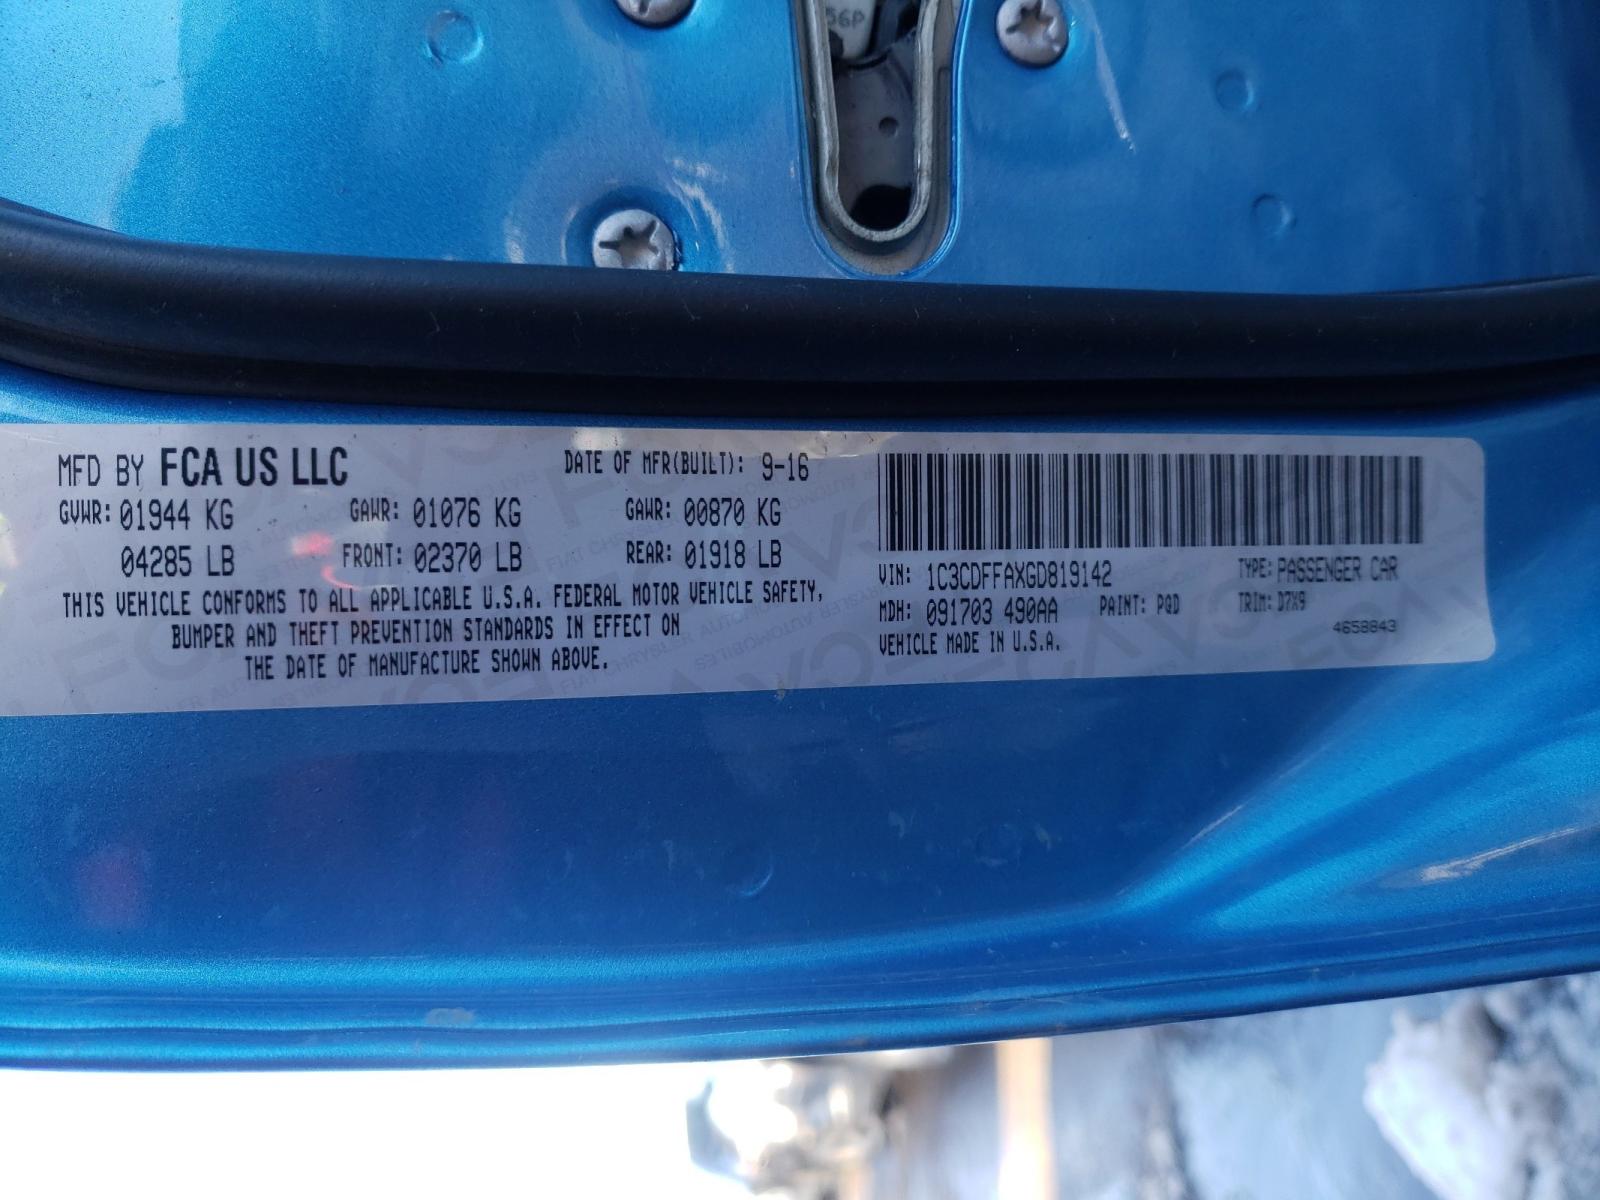 56P
MFD BY FCA US LLC DATE OF MFR(BUILT): 9-16
GVWR: 01944 KG GAWR: 01076 KG GAWR: 00870 KG
04285 LB FRONT: 02370 LB REAR: 01918 LB
THIS VEHICLE CONFORMS TO ALL APPLICABLE U.S.A. FEDERAL MOTOR VEHICLE SAFETY,
BUMPER AND THEFT PREVENTION STANDARDS IN EFFECT ON
THE DATE OF MANUFACTURE SHOWN ABOVE.
VIN: 1C3CDFFAXGD819142 TYPE: PASSENGER CAR
MDH: 091703 490AA PAINT: PQD TRIM: D7X9
4658843
VEHICLE MADE IN U.S.A.